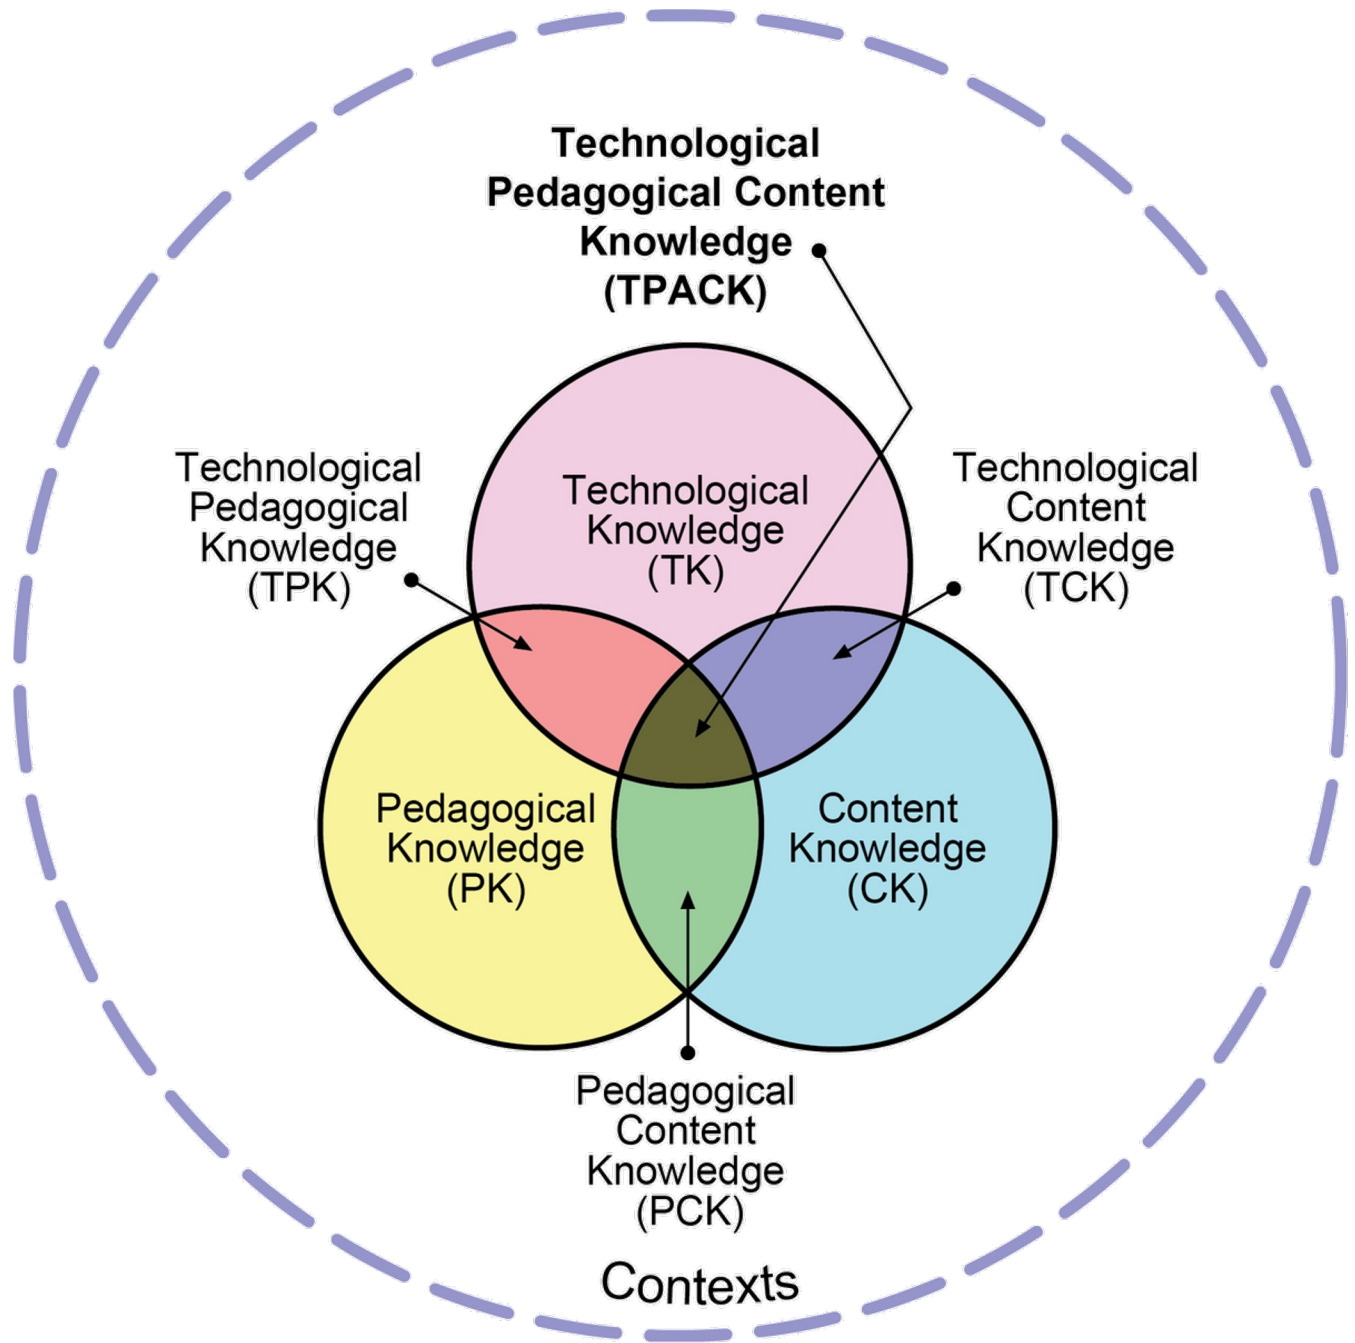 Technological
Pedagogical Content
Knowledge
(TPACK)
Technological
Pedagogical
Knowledge
(TPK)
Technological
Knowledge
(TK)
Technological
Content
Knowledge
(TCK)
Pedagogical
Knowledge
(PK)
Content
Knowledge
(CK)
Pedagogical
Content
Knowledge
(PCK)
Contexts